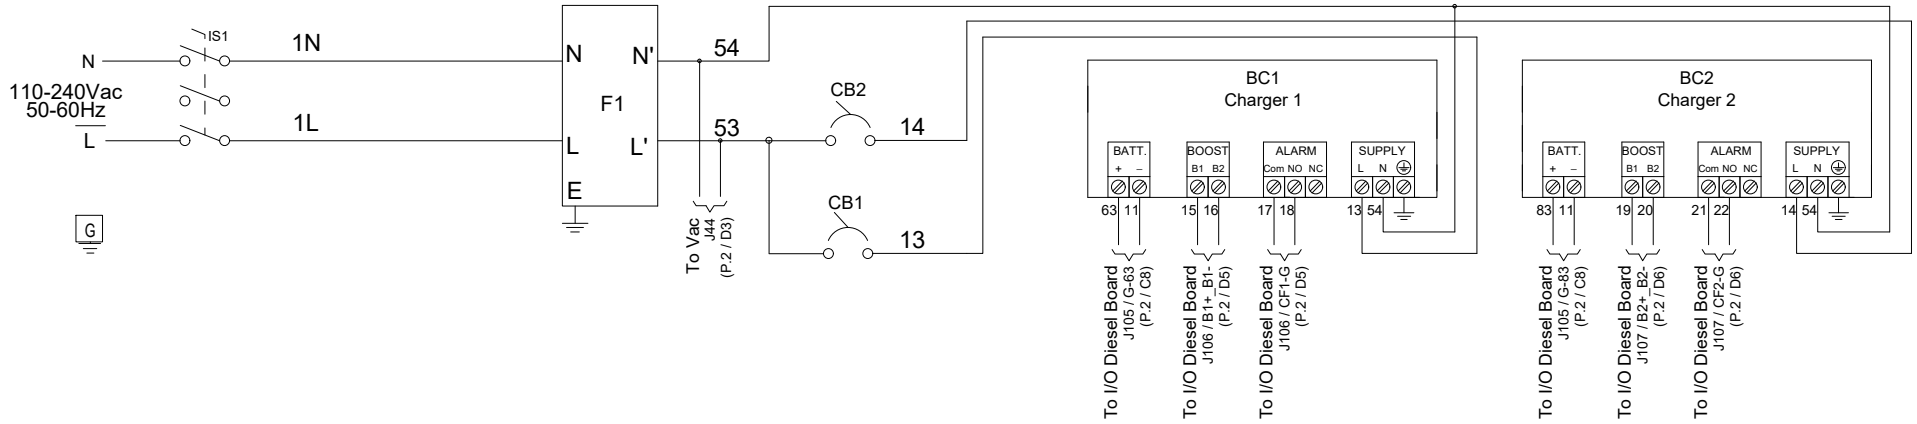 N
110-240Vac
50-60Hz
L
IS1
1N
1L
G
N
N'
F1
L
L'
E
54
53
To Vac
J44
(P.2 / D3)
CB2
14
CB1
13
BC1
Charger 1
BATT.
+ –
BOOST
B1 B2
ALARM
Com NO NC
SUPPLY
L N
63 11
15 16
17 18
13 54
To I/O Diesel Board
J105 / G-63
(P.2 / C8)
To I/O Diesel Board
J106 / B1+_B1-
(P.2 / D5)
To I/O Diesel Board
J106 / CF1-G
(P.2 / D5)
BC2
Charger 2
BATT.
+ –
BOOST
B1 B2
ALARM
Com NO NC
SUPPLY
L N
83 11
19 20
21 22
14 54
To I/O Diesel Board
J105 / G-83
(P.2 / C8)
To I/O Diesel Board
J107 / B2+_B2-
(P.2 / D6)
To I/O Diesel Board
J107 / CF2-G
(P.2 / D6)